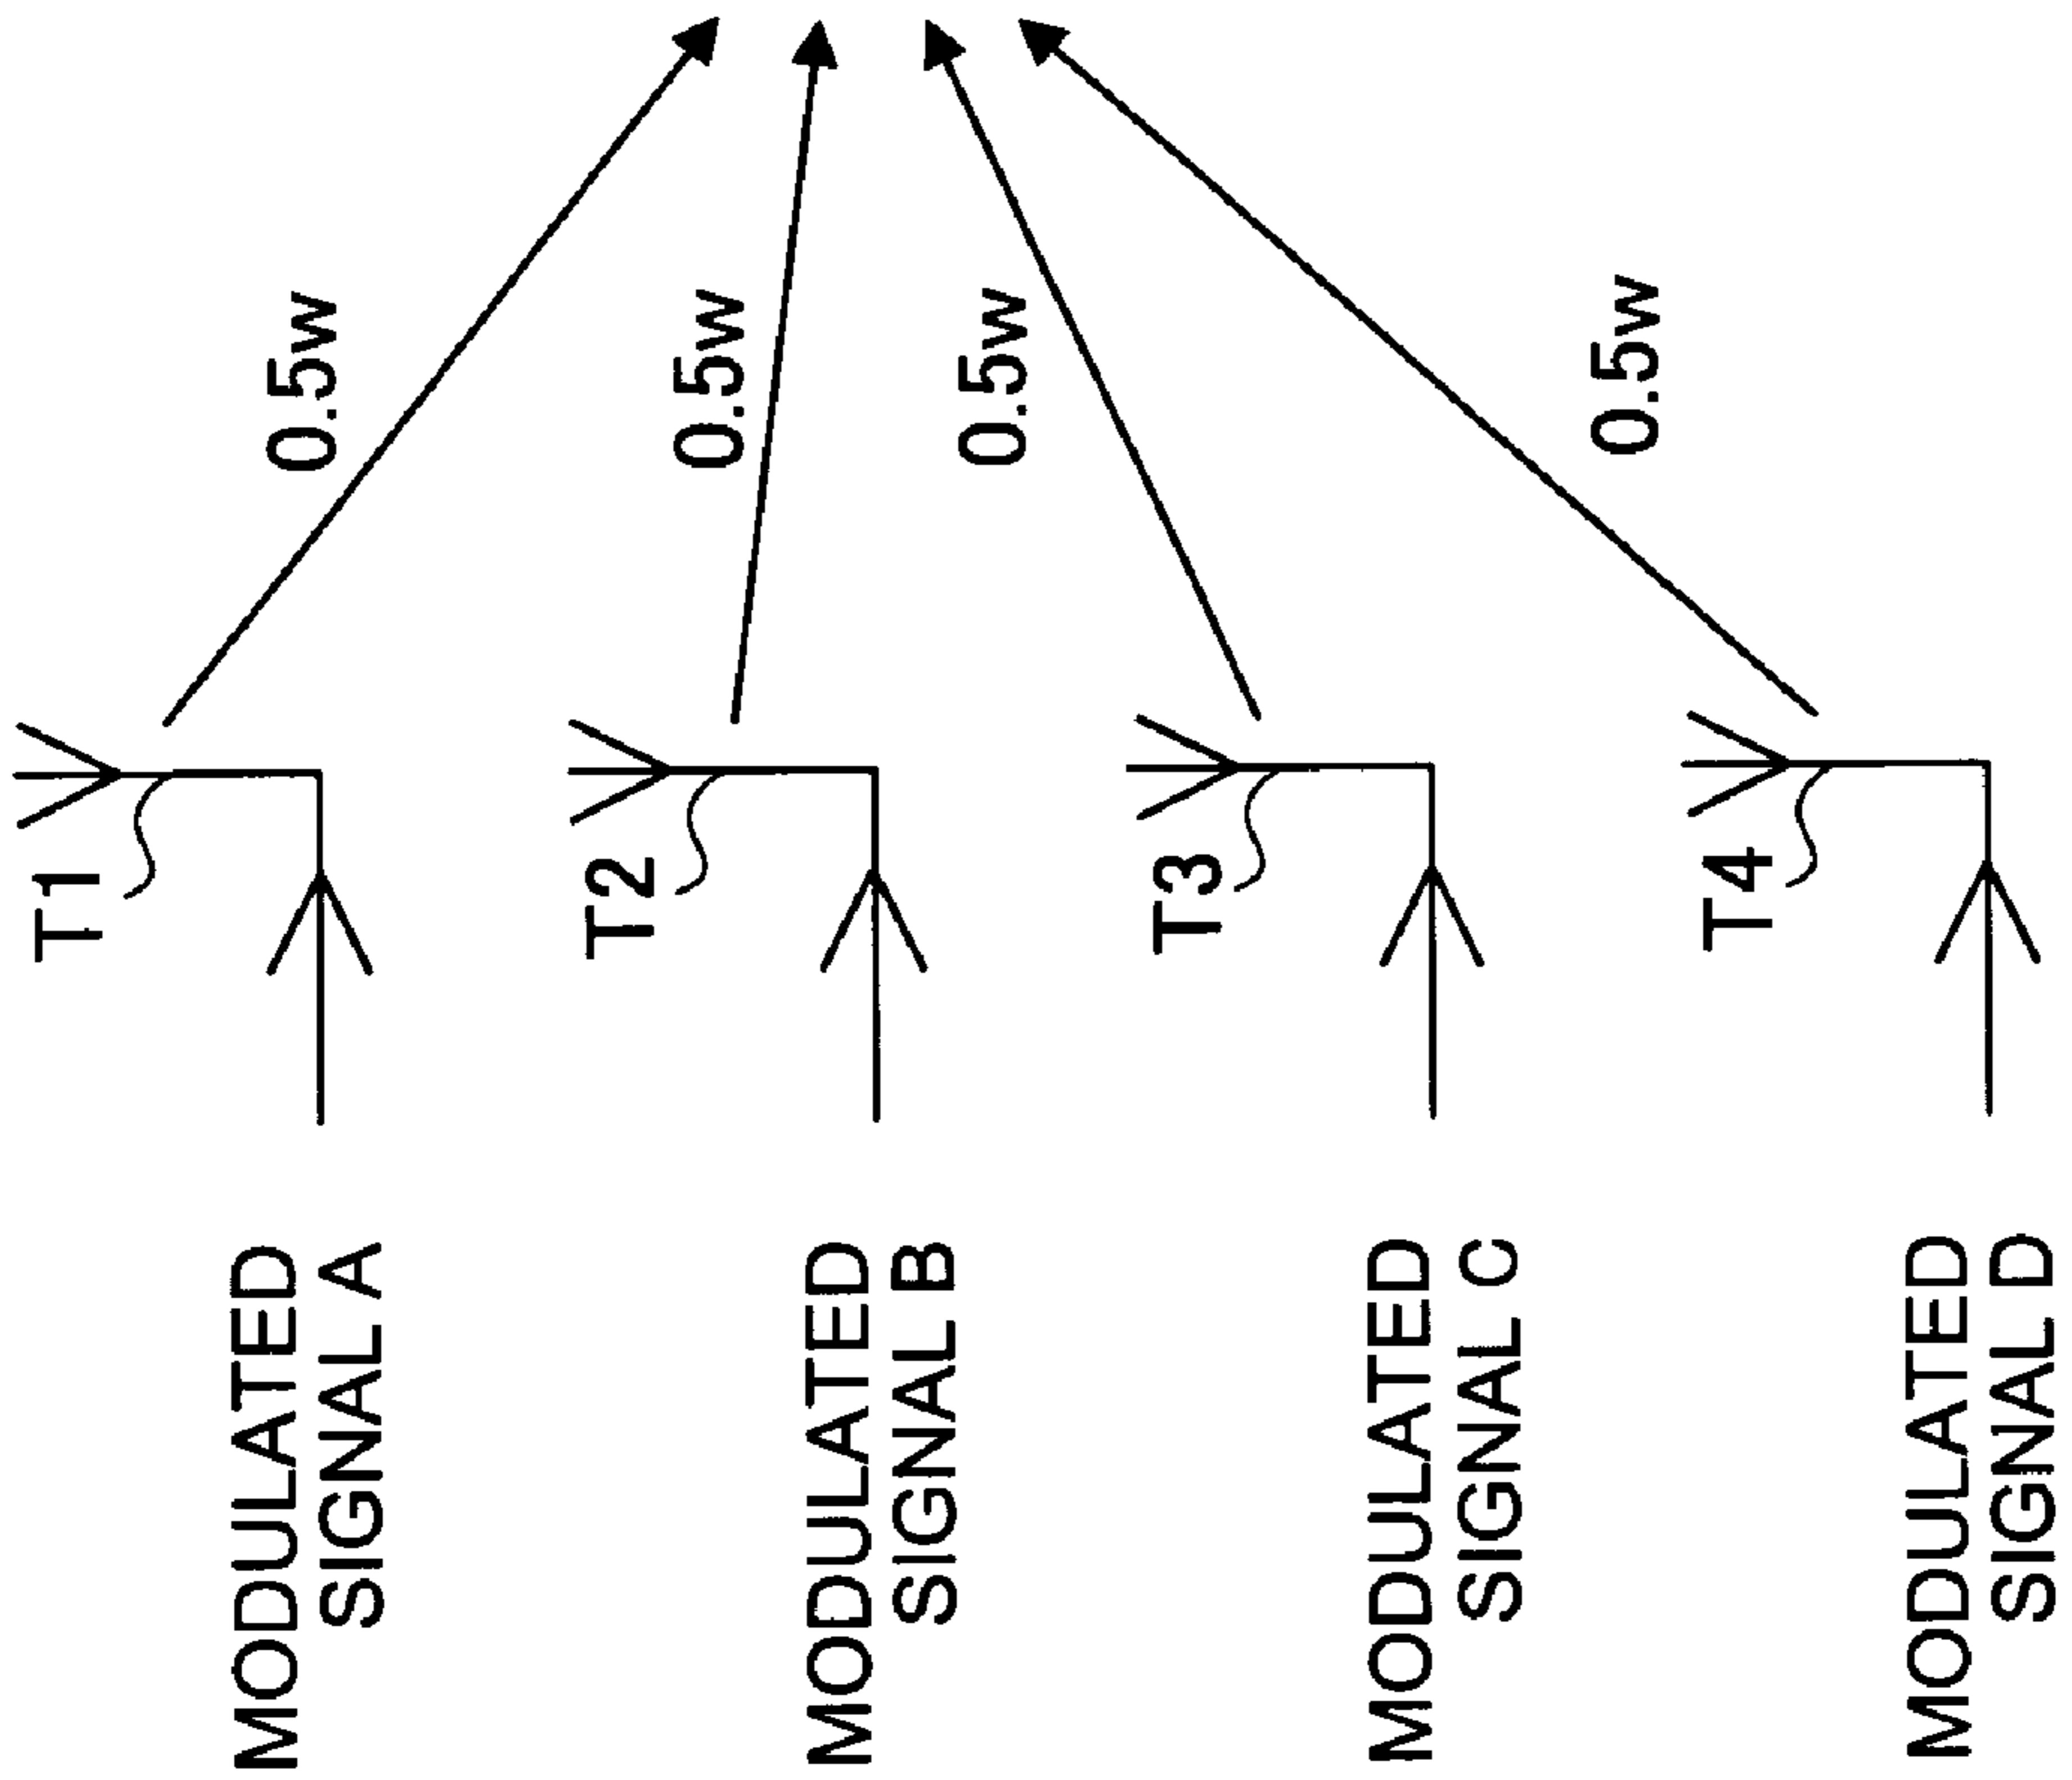 MODULATED
SIGNAL A
T1
0.5w
MODULATED
SIGNAL B
T2
0.5w
MODULATED
SIGNAL C
T3
0.5w
MODULATED
SIGNAL D
T4
0.5w